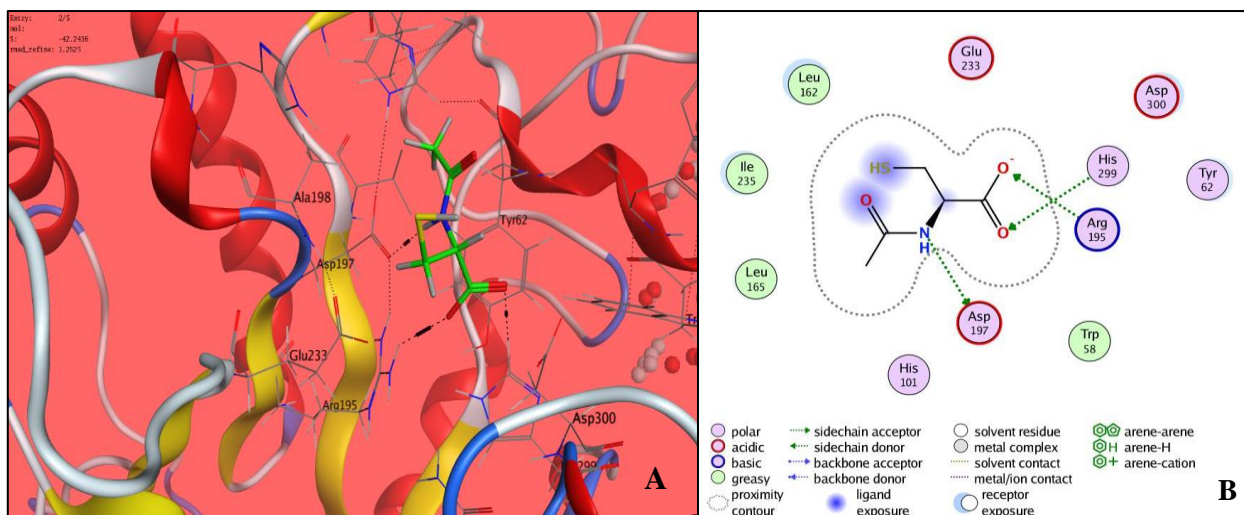 Entry: 2/5
mol:
S: -42.2436
rmsd_refine: 1.2525
Ala198
Tyr62
Asp197
Glu233
Arg195
Asp300
A
Glu
233
Leu
162
Asp
300
His
299
Ile
235
Tyr
62
HS
O
O
-
O
N
H
Arg
195
Leu
165
Asp
197
Trp
58
His
101
polar
acidic
basic
greasy
proximity
contour
sidechain acceptor
sidechain donor
backbone acceptor
backbone donor
ligand
exposure
solvent residue
metal complex
solvent contact
metal/ion contact
receptor
exposure
arene-arene
H arene-H
+ arene-cation
B